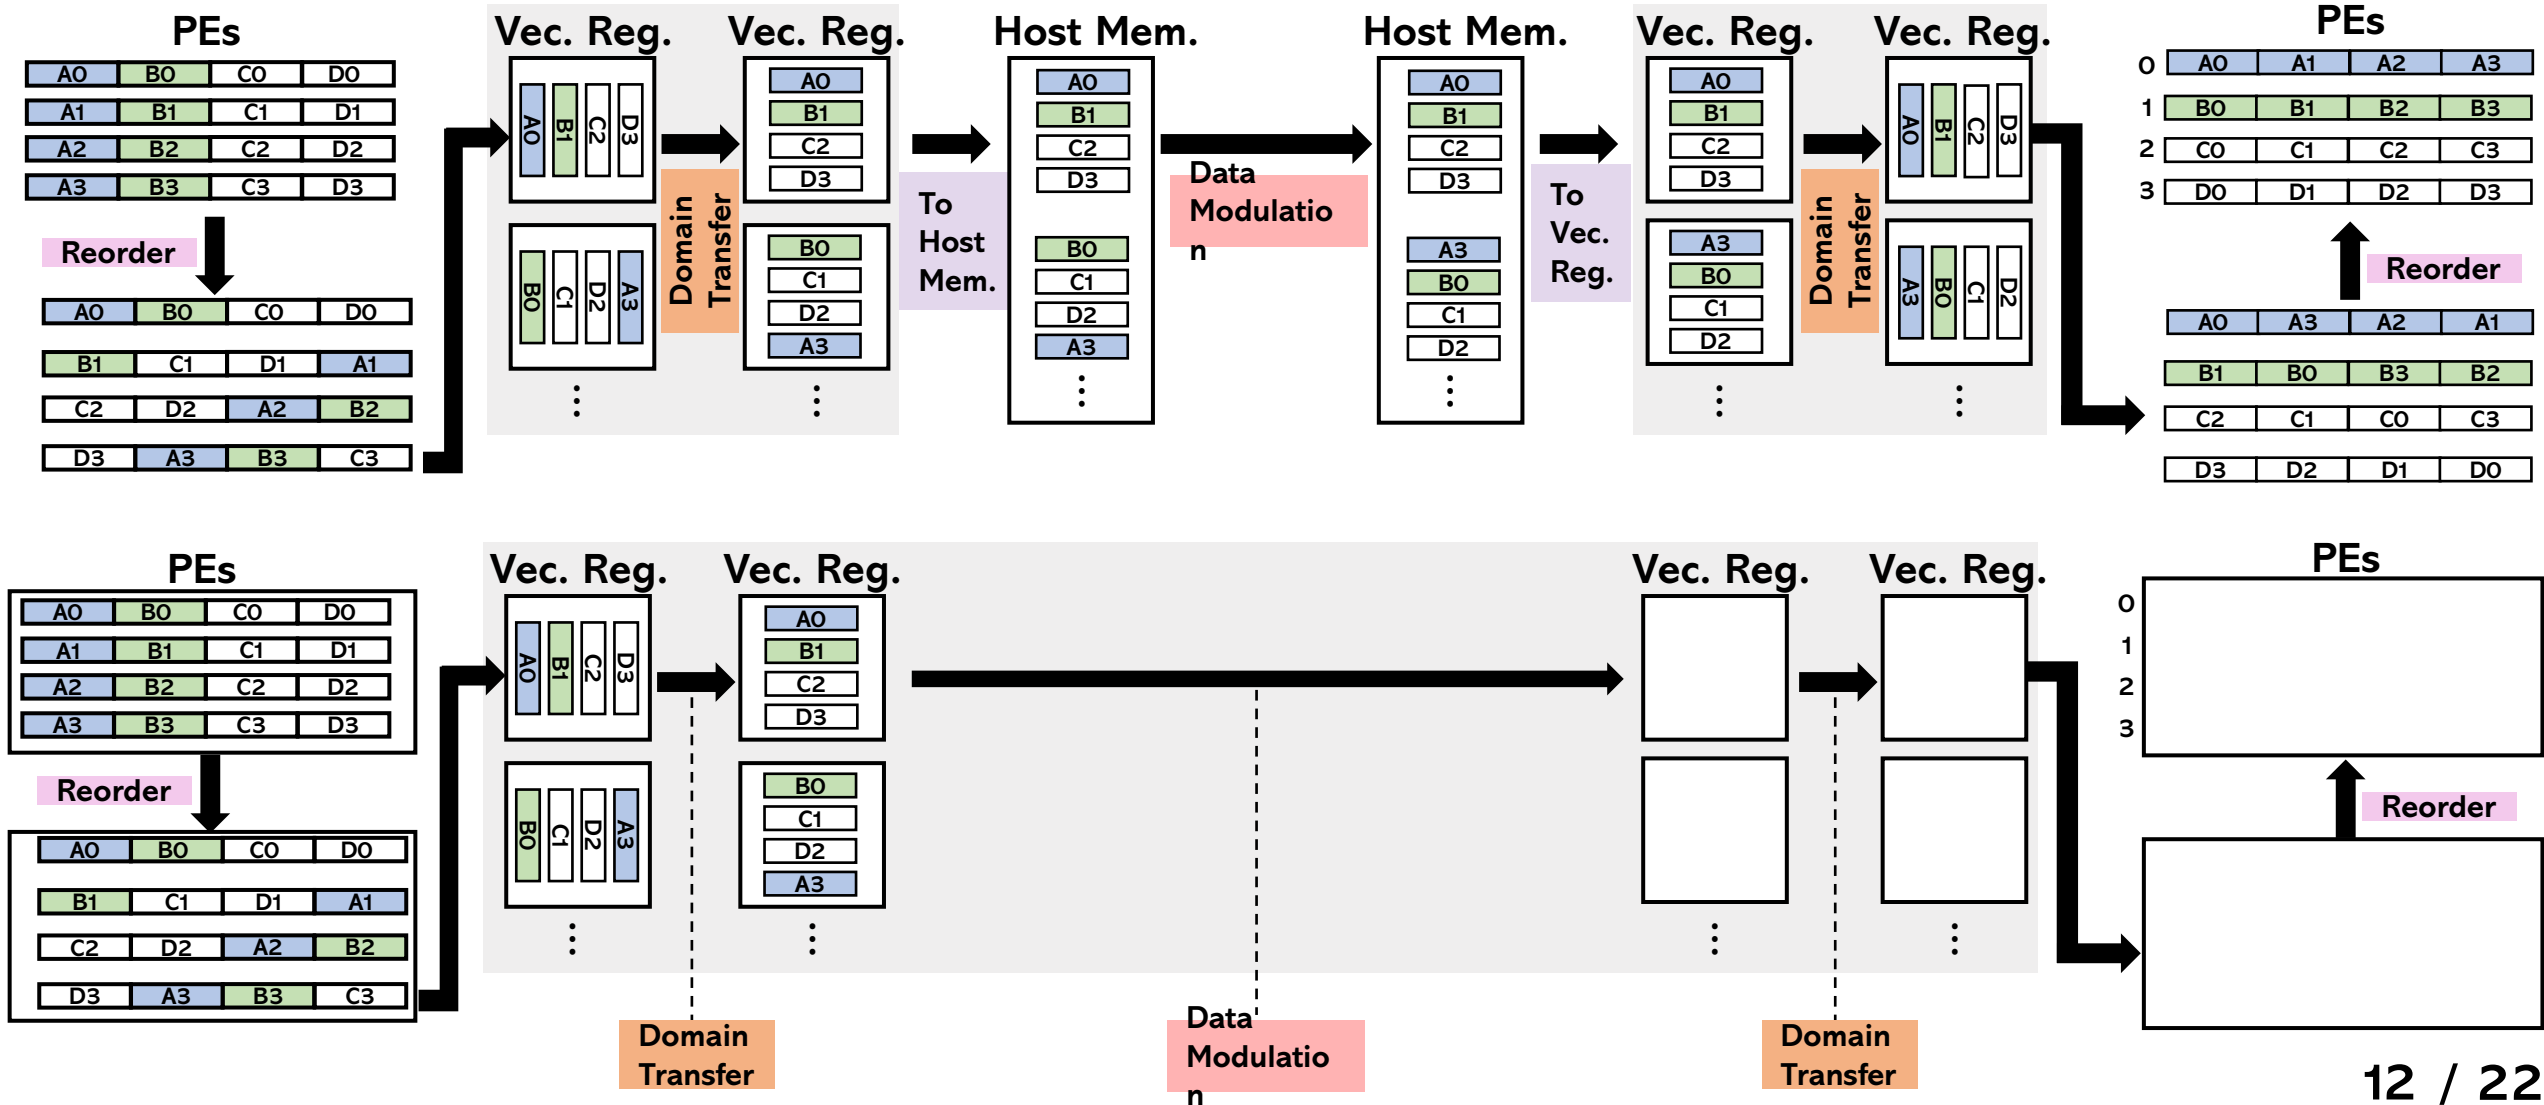 PEs
Vec. Reg.
Vec. Reg.
Host Mem.
Host Mem.
Vec. Reg.
Vec. Reg.
PEs
A0 B0 C0 D0
A1 B1 C1 D1
A2 B2 C2 D2
A3 B3 C3 D3
Reorder
A0 B0 C0 D0
B1 C1 D1 A1
C2 D2 A2 B2
D3 A3 B3 C3
A0 B1 C2 D3
B0 C1 D2 A3
⋮
Domain
Transfer
A0
B1
C2
D3
B0
C1
D2
A3
⋮
To
Host
Mem.
A0
B1
C2
D3
B0
C1
D2
A3
⋮
Data
Modulatio
n
A0
B1
C2
D3
A3
B0
C1
D2
⋮
To
Vec.
Reg.
A0
B1
C2
D3
A3
B0
C1
D2
⋮
Domain
Transfer
A0 B1 C2 D3
A3 B0 C1 D2
⋮
0 A0 A1 A2 A3
1 B0 B1 B2 B3
2 C0 C1 C2 C3
3 D0 D1 D2 D3
Reorder
A0 A3 A2 A1
B1 B0 B3 B2
C2 C1 C0 C3
D3 D2 D1 D0
PEs
Vec. Reg.
Vec. Reg.
Vec. Reg.
Vec. Reg.
PEs
A0 B0 C0 D0
A1 B1 C1 D1
A2 B2 C2 D2
A3 B3 C3 D3
Reorder
A0 B0 C0 D0
B1 C1 D1 A1
C2 D2 A2 B2
D3 A3 B3 C3
A0 B1 C2 D3
B0 C1 D2 A3
⋮
A0
B1
C2
D3
B0
C1
D2
A3
⋮
⋮
⋮
0
1
2
3
Reorder
Domain
Transfer
Data
Modulatio
n
Domain
Transfer
12 / 22